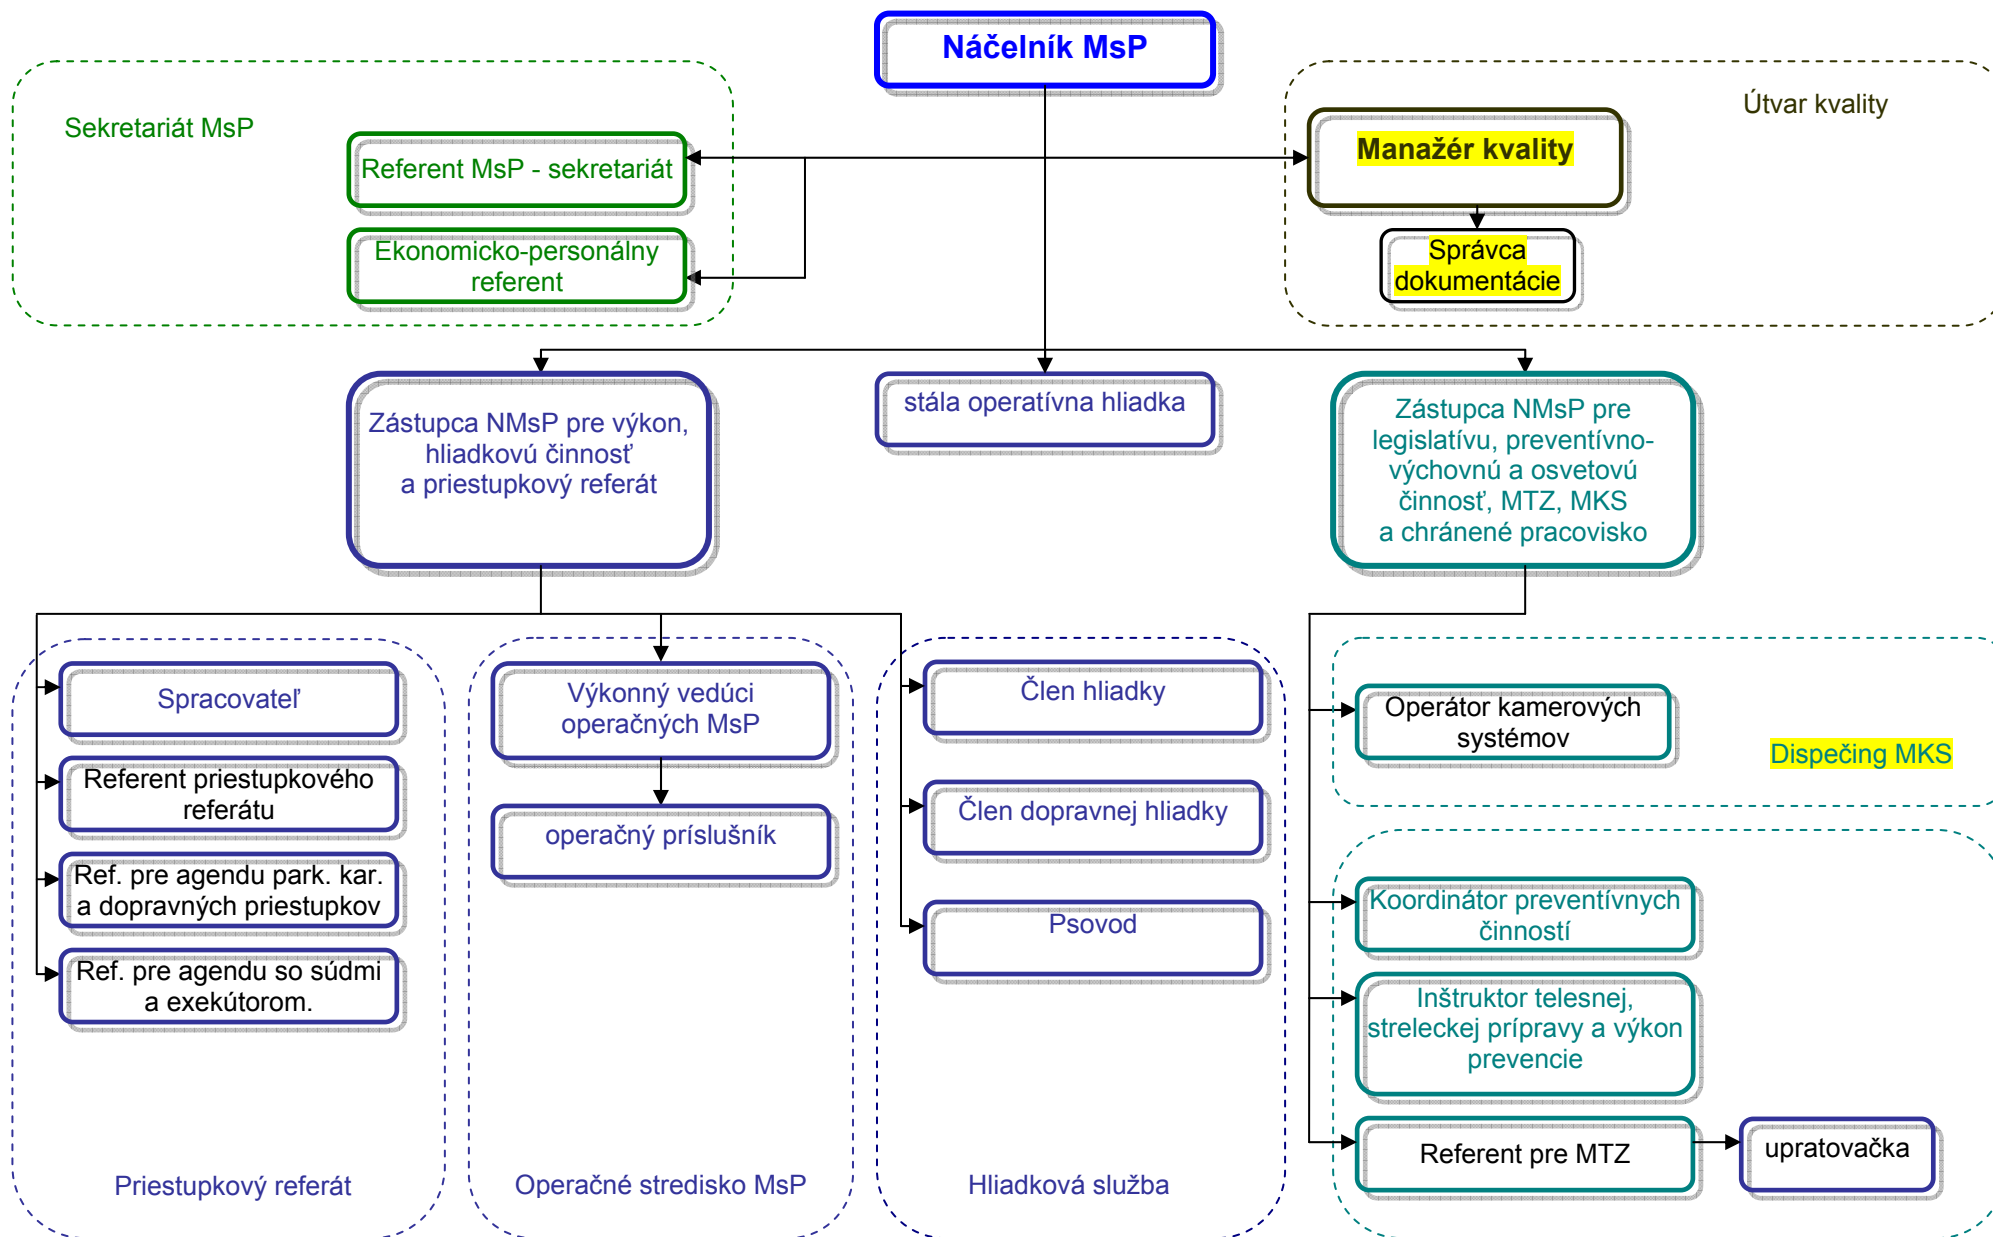 Náčelník MsP
Sekretariát MsP
Referent MsP - sekretariát
Ekonomicko-personálny
referent
Útvar kvality
Manažér kvality
Správca
dokumentácie
Zástupca NMsP pre výkon,
hliadkovú činnosť
a priestupkový referát
stála operatívna hliadka
Zástupca NMsP pre
legislatívu, preventívno-
výchovnú a osvetovú
činnosť, MTZ, MKS
a chránené pracovisko
Spracovateľ
Referent priestupkového
referátu
Ref. pre agendu park. kar.
a dopravných priestupkov
Ref. pre agendu so súdmi
a exekútorom.
Priestupkový referát
Výkonný vedúci
operačných MsP
operačný príslušník
Operačné stredisko MsP
Člen hliadky
Člen dopravnej hliadky
Psovod
Hliadková služba
Operátor kamerových
systémov
Dispečing MKS
Koordinátor preventívnych
činností
Inštruktor telesnej,
streleckej prípravy a výkon
prevencie
Referent pre MTZ
upratovačka